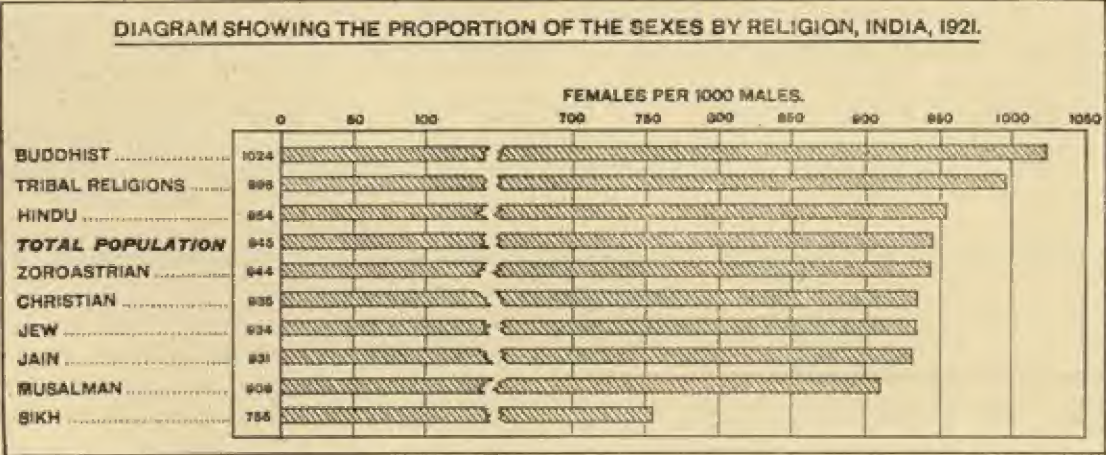 DIAGRAM SHOWING THE PROPORTION OF THE SEXES BY RELIGION, INDIA, 1921.
FEMALES PER 1000 MALES.
0 50 100 700 750 800 850 900 950 1000 1050
BUDDHIST 1024
TRIBAL RELIGIONS 996
HINDU 954
TOTAL POPULATION 945
ZOROASTRIAN 944
CHRISTIAN 935
JEW 934
JAIN 931
MUSALMAN 909
SIKH 755